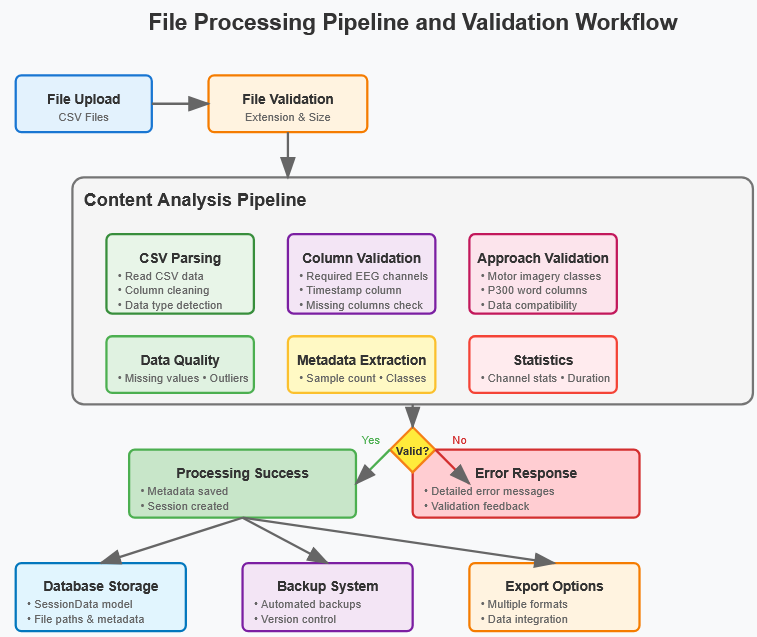 File Processing Pipeline and Validation Workflow
File Upload
CSV Files
File Validation
Extension & Size
Content Analysis Pipeline
CSV Parsing
• Read CSV data
• Column cleaning
• Data type detection
Column Validation
• Required EEG channels
• Timestamp column
• Missing columns check
Approach Validation
• Motor imagery classes
• P300 word columns
• Data compatibility
Data Quality
• Missing values • Outliers
Metadata Extraction
• Sample count • Classes
Statistics
• Channel stats • Duration
Valid?
Yes
No
Processing Success
• Metadata saved
• Session created
Error Response
• Detailed error messages
• Validation feedback
Database Storage
• SessionData model
• File paths & metadata
Backup System
• Automated backups
• Version control
Export Options
• Multiple formats
• Data integration